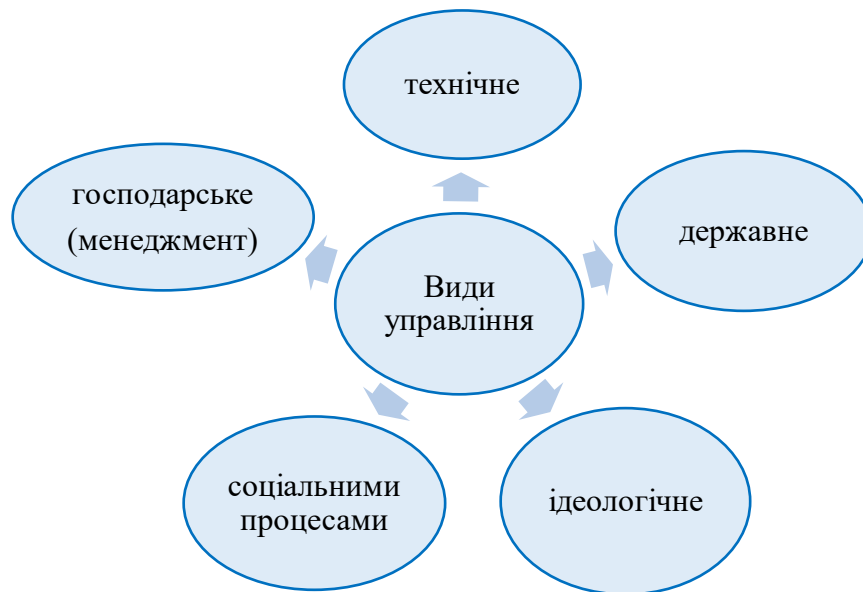 технічне
господарське
(менеджмент)
державне
Види
управління
соціальними
процесами
ідеологічне